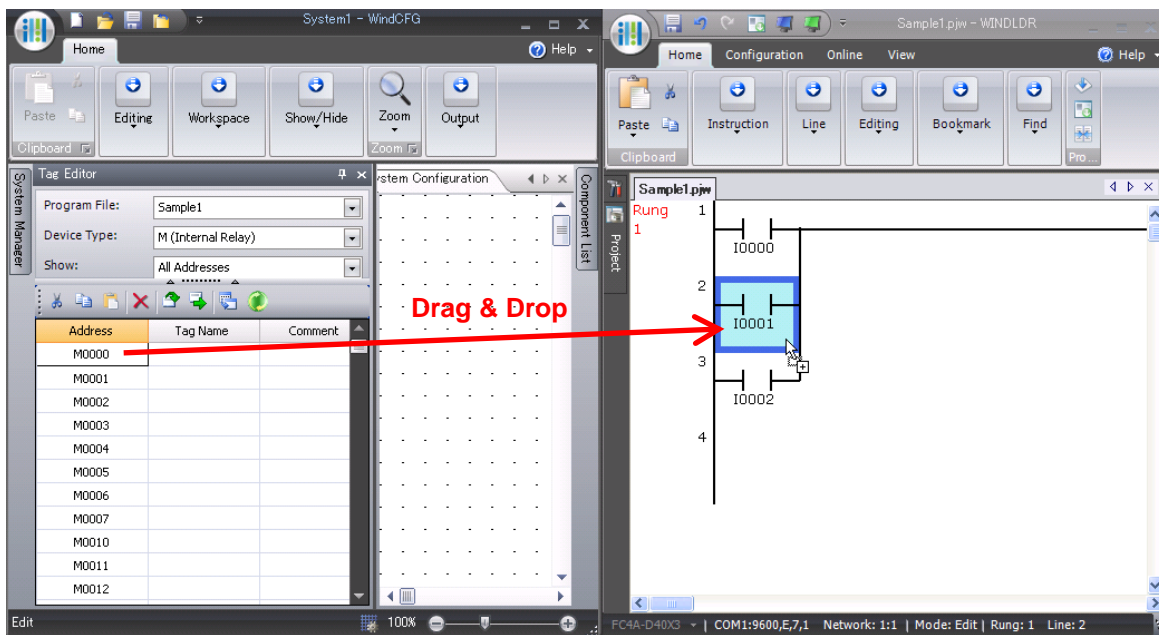 System1 - WindCFG
Home
Help
Paste
Clipboard
Editing
Workspace
Show/Hide
Zoom
Zoom
Output
System Manager
Tag Editor
Program File:
Sample1
Device Type:
M (Internal Relay)
Show:
All Addresses
Address Tag Name Comment
M0000
M0001
M0002
M0003
M0004
M0005
M0006
M0007
M0010
M0011
M0012
ystem Configuration
Component List
Edit
100%
Drag & Drop
Sample1.pjw - WINDLDR
Home Configuration Online View
Help
Paste
Clipboard
Instruction
Line
Editing
Bookmark
Find
Pro...
Project
Sample1.pjw
Rung 1
1
I0000
2
I0001
3
I0002
4
FC4A-D40X3 COM1:9600,E,7,1 Network: 1:1 | Mode: Edit | Rung: 1 Line: 2